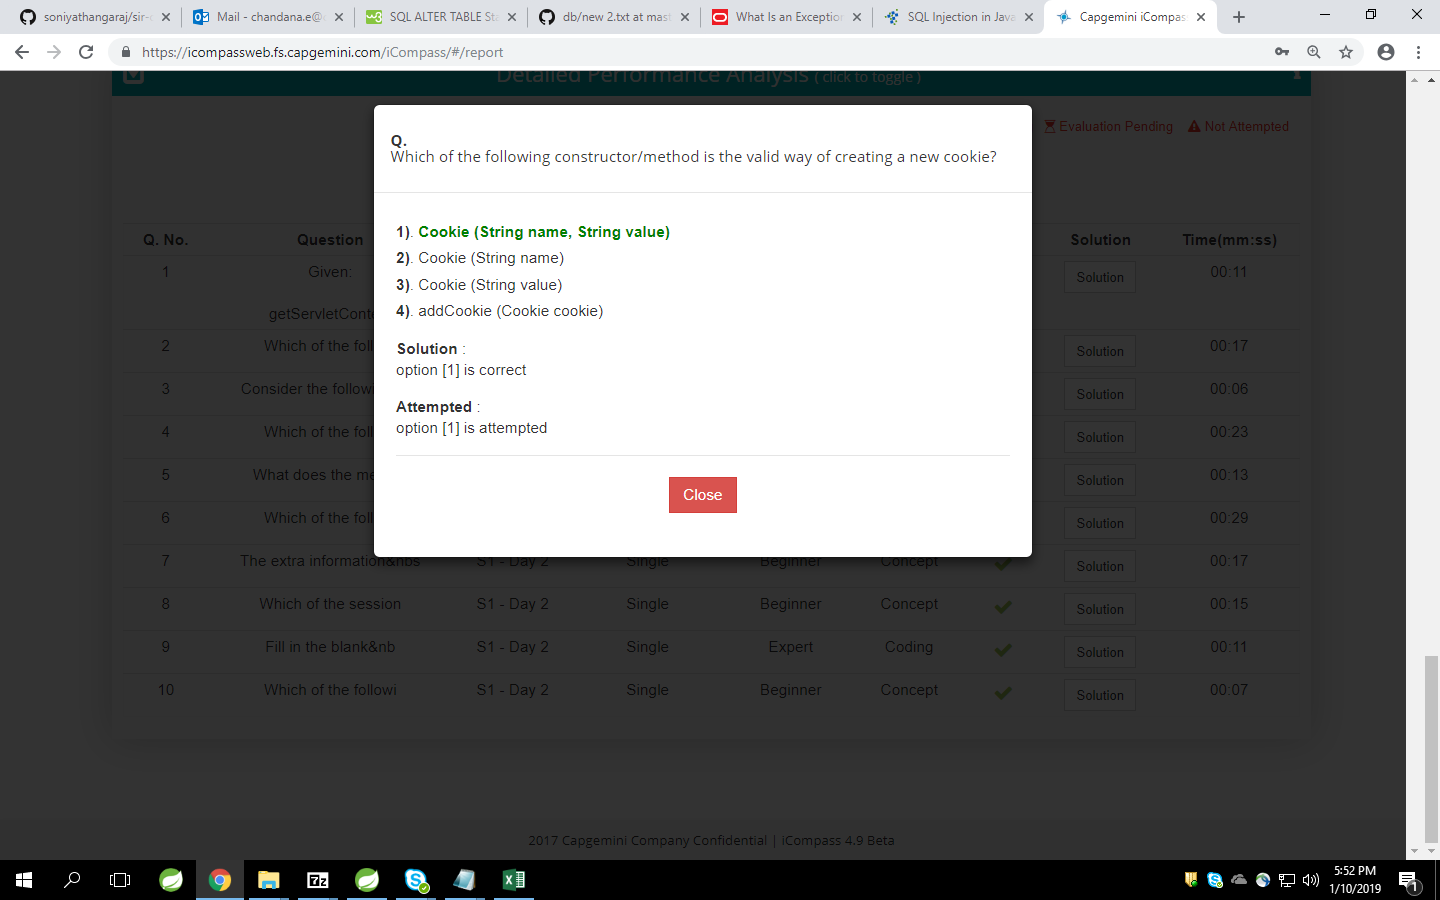 soniyathangaraj/sir-
Mail - chandana.e@
SQL ALTER TABLE Sta
db/new 2.txt at mast
What Is an Exception
SQL Injection in Java
Capgemini iCompas
https://icompassweb.fs.capgemini.com/iCompass/#/report
Detailed Performance Analysis ( click to toggle )
Evaluation Pending Not Attempted
Q.
Which of the following constructor/method is the valid way of creating a new cookie?
1). Cookie (String name, String value)
2). Cookie (String name)
3). Cookie (String value)
4). addCookie (Cookie cookie)
Solution :
option [1] is correct
Attempted :
option [1] is attempted
Close
Q. No. Question Solution Time(mm:ss)
1 Given: Solution 00:11
getServletConte
2 Which of the foll Solution 00:17
3 Consider the followi Solution 00:06
4 Which of the foll Solution 00:23
5 What does the me Solution 00:13
6 Which of the foll Solution 00:29
7 The extra information&nbs S1 - Day 2 Single Beginner Concept Solution 00:17
8 Which of the session S1 - Day 2 Single Beginner Concept Solution 00:15
9 Fill in the blank&nb S1 - Day 2 Single Expert Coding Solution 00:11
10 Which of the followi S1 - Day 2 Single Beginner Concept Solution 00:07
2017 Capgemini Company Confidential | iCompass 4.9 Beta
5:52 PM
1/10/2019
1